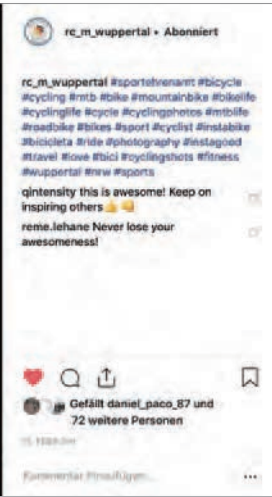 rc_m_wuppertal • Abonniert
rc_m_wuppertal #sportehrenamt #bicycle
#cycling #mtb #bike #mountainbike #bikelife
#cyclinglife #cycle #cyclingphotos #mtblife
#roadbike #bikes #sport #cyclist #instabike
#bicicleta #ride #photography #instagood
#travel #love #bici #cyclingshots #fitness
#wuppertal #nrw #sports
qintensity this is awesome! Keep on
inspiring others👍👊
reme.lehane Never lose your
awesomeness!
Gefällt daniel_paco_87 und
72 weitere Personen
Kommentar hinzufügen...